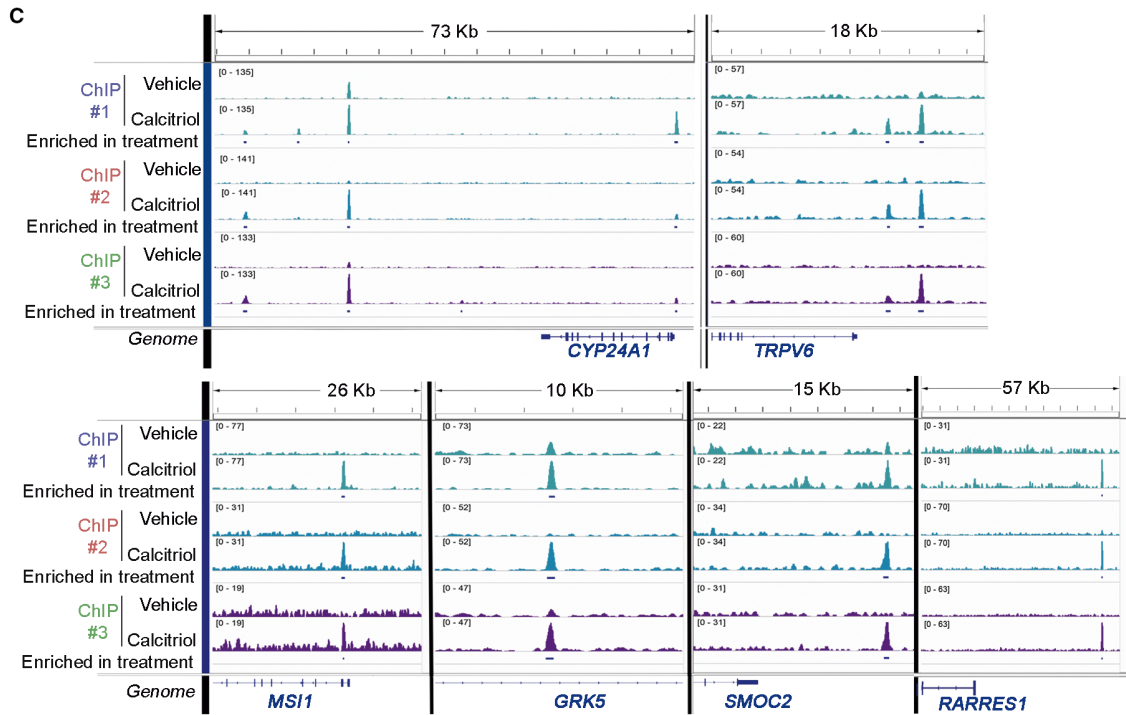 C
73 Kb
18 Kb
ChIP #1
Vehicle
[0 - 135]
[0 - 57]
Calcitriol
[0 - 135]
[0 - 57]
Enriched in treatment
ChIP #2
Vehicle
[0 - 141]
[0 - 54]
Calcitriol
[0 - 141]
[0 - 54]
Enriched in treatment
ChIP #3
Vehicle
[0 - 133]
[0 - 60]
Calcitriol
[0 - 133]
[0 - 60]
Enriched in treatment
Genome
CYP24A1
TRPV6
26 Kb
10 Kb
15 Kb
57 Kb
ChIP #1
Vehicle
[0 - 77]
[0 - 73]
[0 - 22]
[0 - 31]
Calcitriol
[0 - 77]
[0 - 73]
[0 - 22]
[0 - 31]
Enriched in treatment
ChIP #2
Vehicle
[0 - 31]
[0 - 52]
[0 - 34]
[0 - 70]
Calcitriol
[0 - 31]
[0 - 52]
[0 - 34]
[0 - 70]
Enriched in treatment
ChIP #3
Vehicle
[0 - 19]
[0 - 47]
[0 - 31]
[0 - 63]
Calcitriol
[0 - 19]
[0 - 47]
[0 - 31]
[0 - 63]
Enriched in treatment
Genome
MSI1
GRK5
SMOC2
RARRES1